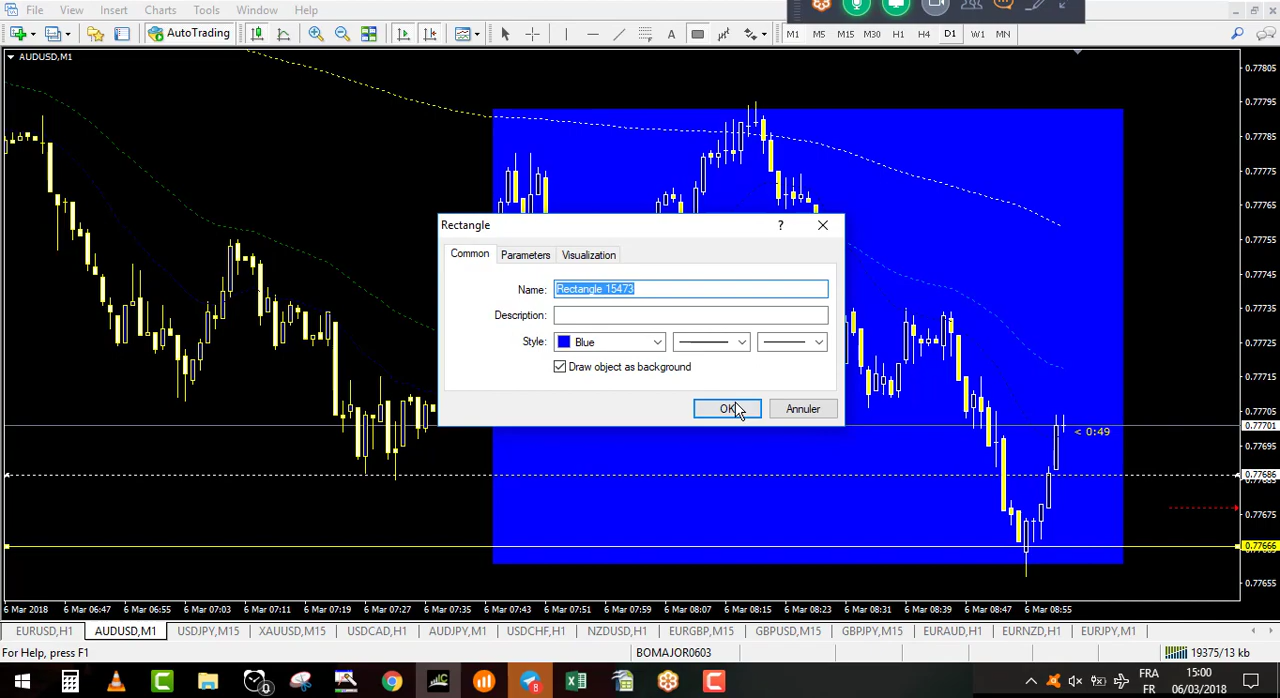 File View Insert Charts Tools Window Help
AutoTrading A M1 M5 M15 M30 H1 H4 D1 W1 MN
AUDUSD,M1
0.77805
0.77795
0.77785
0.77775
0.77765
0.77755
0.77745
0.77735
0.77725
0.77715
0.77705
0.77701
0.77695
0.77686
0.77675
0.77666
0.77655
Rectangle ?
Common Parameters Visualization
Name: Rectangle 15473
Description:
Style: Blue
Draw object as background
OK Annuler
< 0:49
6 Mar 2018 6 Mar 06:47 6 Mar 06:55 6 Mar 07:03 6 Mar 07:11 6 Mar 07:19 6 Mar 07:27 6 Mar 07:35 6 Mar 07:43 6 Mar 07:51 6 Mar 07:59 6 Mar 08:07 6 Mar 08:15 6 Mar 08:23 6 Mar 08:31 6 Mar 08:39 6 Mar 08:47 6 Mar 08:55
EURUSD,H1 AUDUSD,M1 USDJPY,M15 XAUUSD,M15 USDCAD,H1 AUDJPY,M1 USDCHF,H1 NZDUSD,H1 EURGBP,M15 GBPUSD,M15 GBPJPY,M15 EURAUD,H1 EURNZD,H1 EURJPY,M1
For Help, press F1 BOMAJOR0603 19375/13 kb
FRA 15:00
FR 06/03/2018